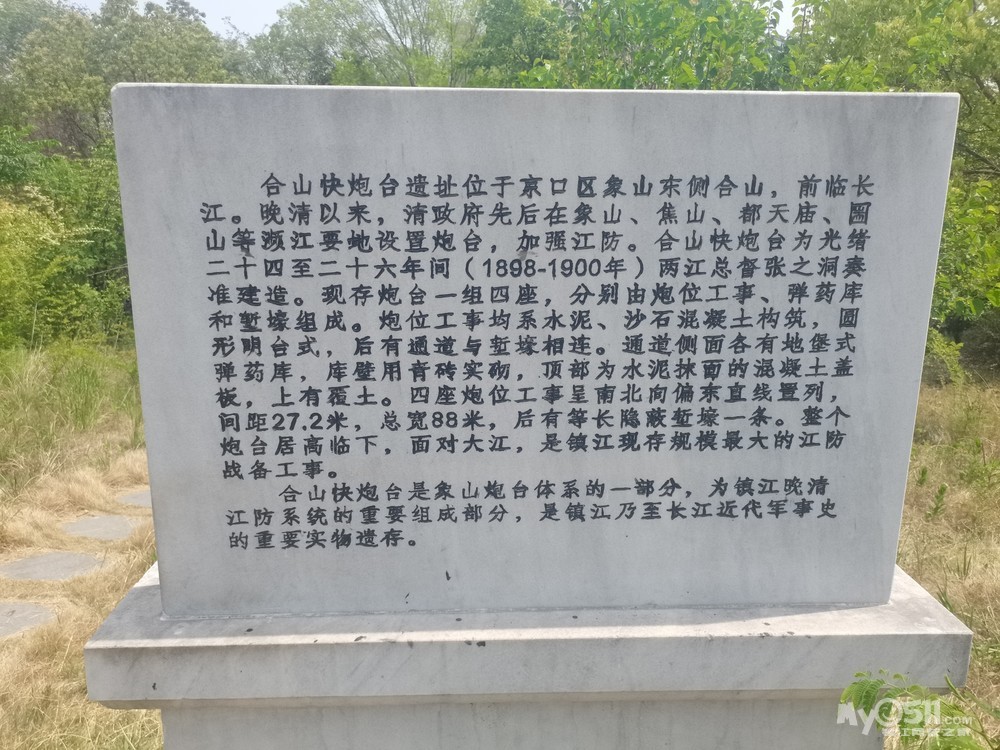 合山快炮台遗址位于京口区象山东侧合山，前临长
江。晚清以来，清政府先后在象山、焦山、都天庙、圌
山等濒江要地设置炮台，加强江防。合山快炮台为光绪
二十四至二十六年间（1898-1900年）两江总督张之洞奏
准建造。现存炮台一组四座，分别由炮位工事、弹药库
和堑壕组成。炮位工事均系水泥、沙石混凝土构筑，圆
形明台式，后有通道与堑壕相连。通道侧面各有地堡式
弹药库，库壁用青砖实砌，顶部为水泥抹面的混凝土盖
板，上有覆土。四座炮位工事呈南北向偏东直线置列，
间距27.2米，总宽88米，后有等长隐蔽堑壕一条。整个
炮台居高临下，面对大江，是镇江现存规模最大的江防
战备工事。
合山快炮台是象山炮台体系的一部分，为镇江晚清
江防系统的重要组成部分，是镇江乃至长江近代军事史
的重要实物遗存。
My0511.com